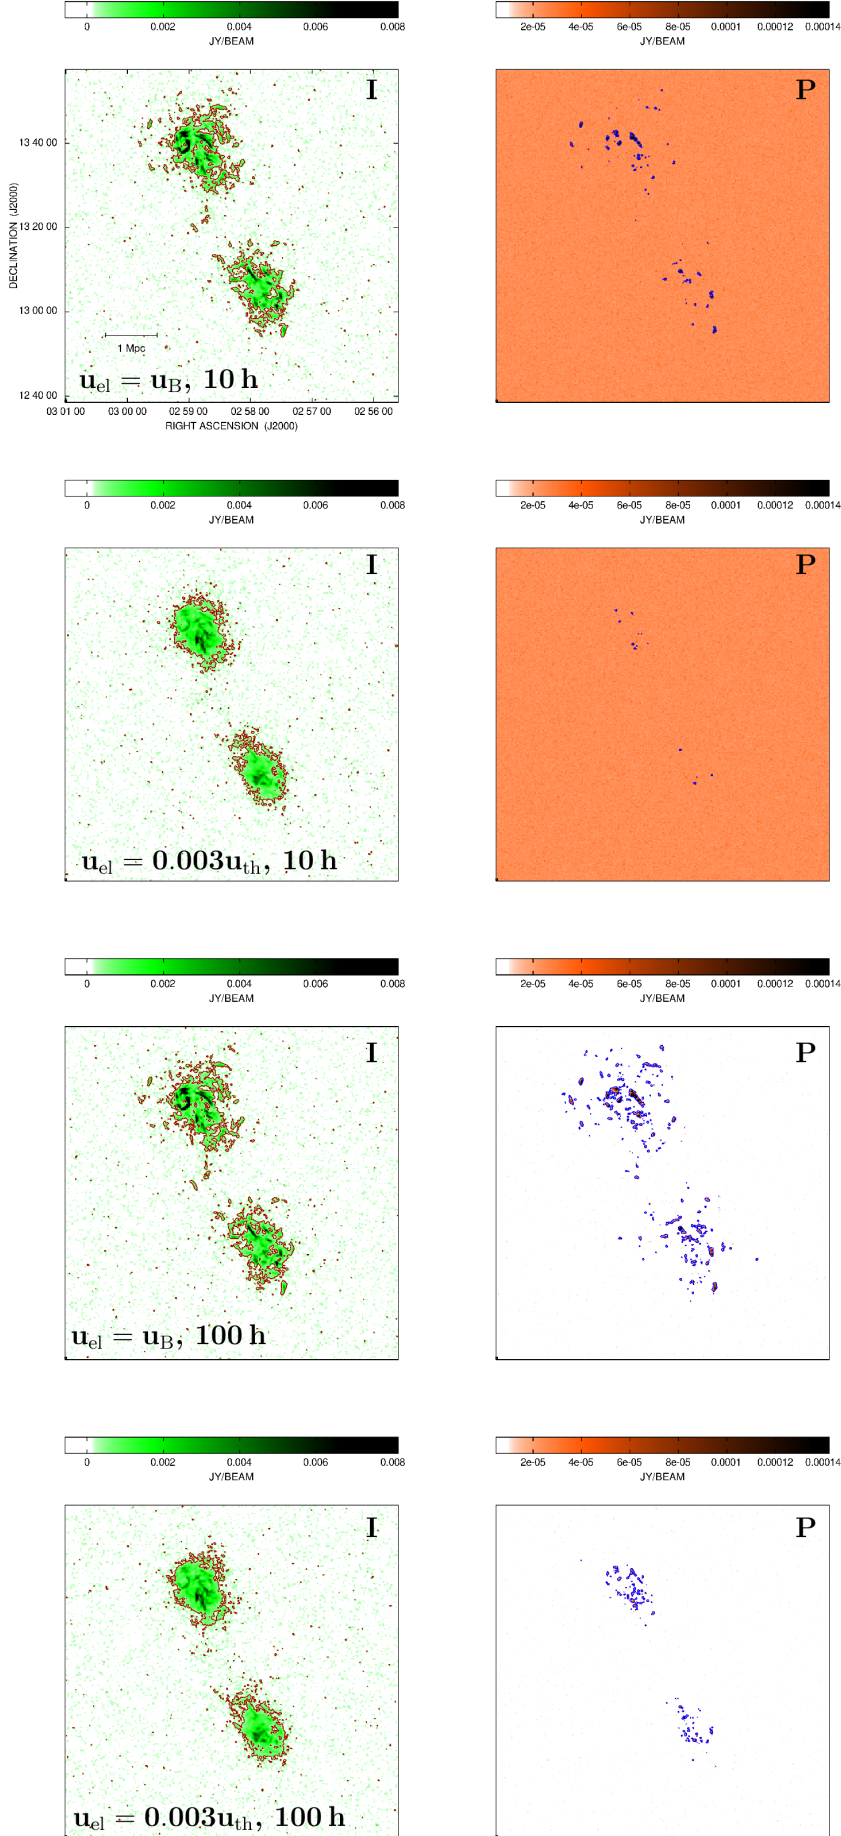 0 0.002 0.004 0.006 0.008
JY/BEAM
2e-05 4e-05 6e-05 8e-05 0.0001 0.00012 0.00014
JY/BEAM
I
P
13 40 00
13 20 00
13 00 00
12 40 00
DECLINATION (J2000)
1 Mpc
u_el = u_B, 10 h
03 01 00 03 00 00 02 59 00 02 58 00 02 57 00 02 56 00
RIGHT ASCENSION (J2000)
0 0.002 0.004 0.006 0.008
JY/BEAM
2e-05 4e-05 6e-05 8e-05 0.0001 0.00012 0.00014
JY/BEAM
I
P
u_el = 0.003u_th, 10 h
0 0.002 0.004 0.006 0.008
JY/BEAM
2e-05 4e-05 6e-05 8e-05 0.0001 0.00012 0.00014
JY/BEAM
I
P
u_el = u_B, 100 h
0 0.002 0.004 0.006 0.008
JY/BEAM
2e-05 4e-05 6e-05 8e-05 0.0001 0.00012 0.00014
JY/BEAM
I
P
u_el = 0.003u_th, 100 h